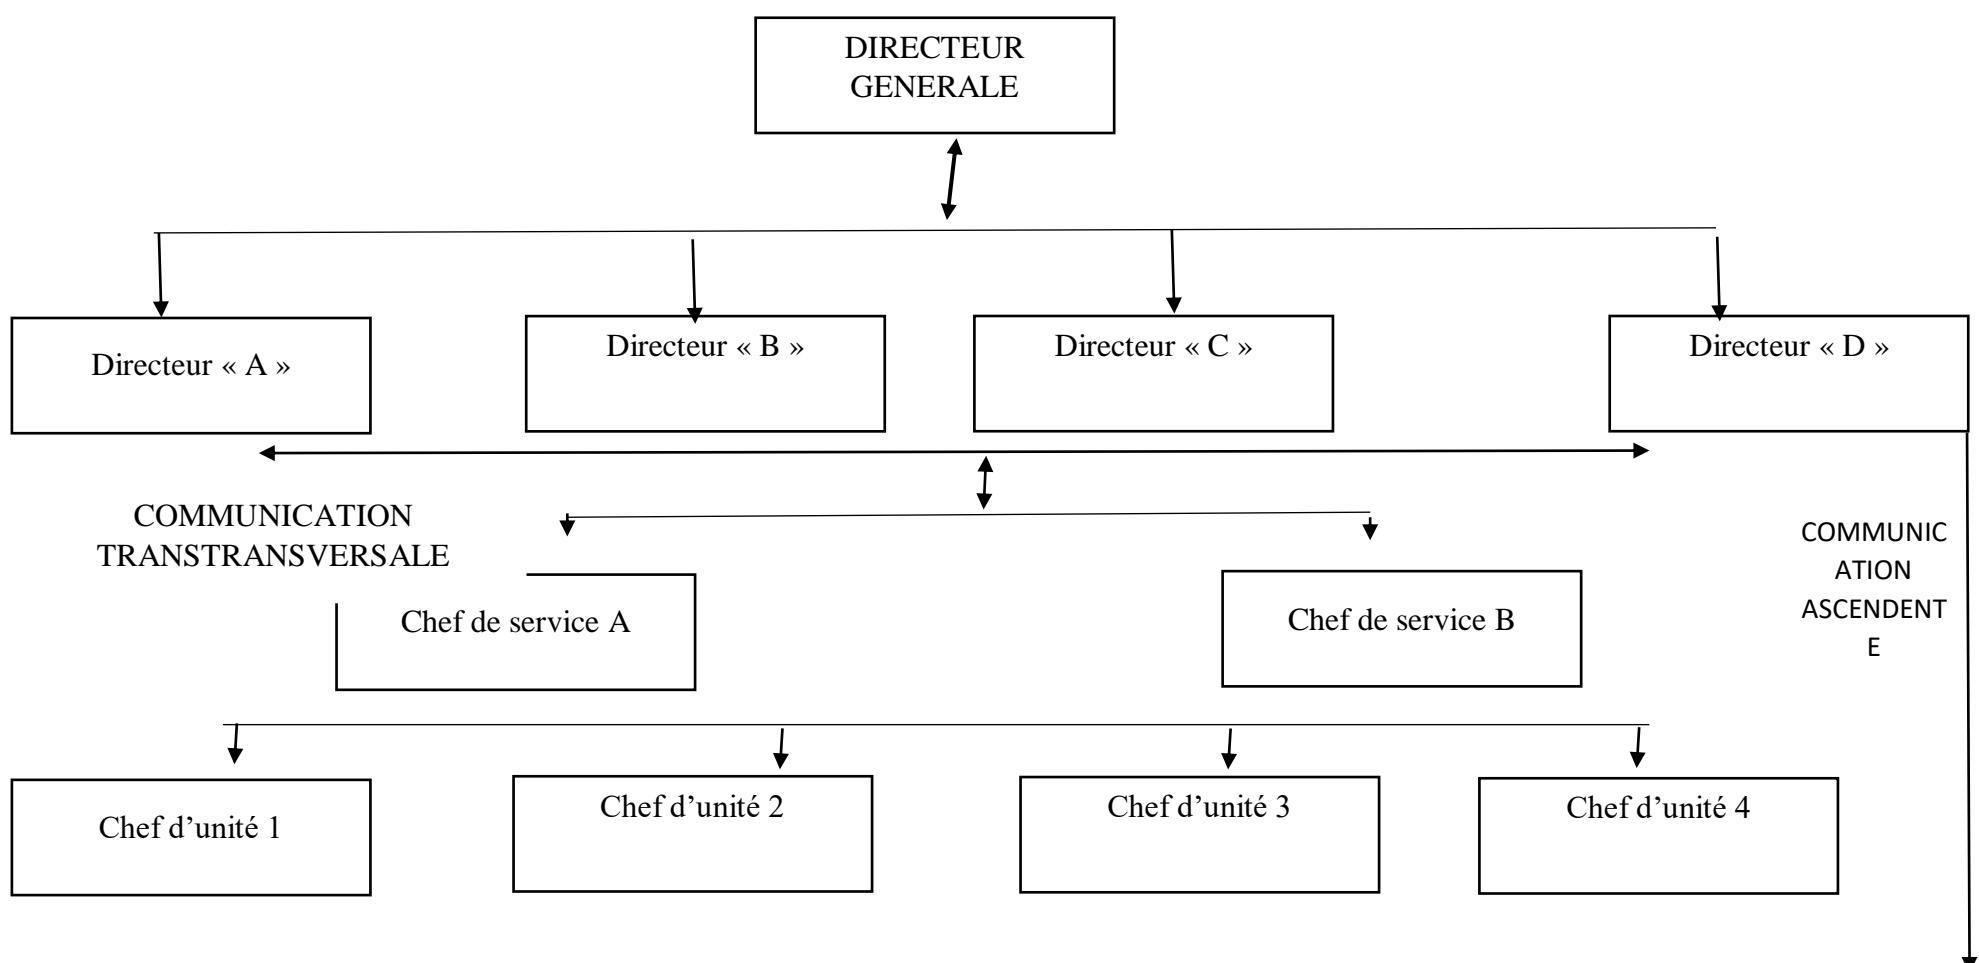 DIRECTEUR
GENERALE
Directeur « A »
Directeur « B »
Directeur « C »
Directeur « D »
COMMUNICATION
TRANSTRANSVERSALE
COMMUNIC
ATION
ASCENDENT
E
Chef de service A
Chef de service B
Chef d’unité 1
Chef d’unité 2
Chef d’unité 3
Chef d’unité 4